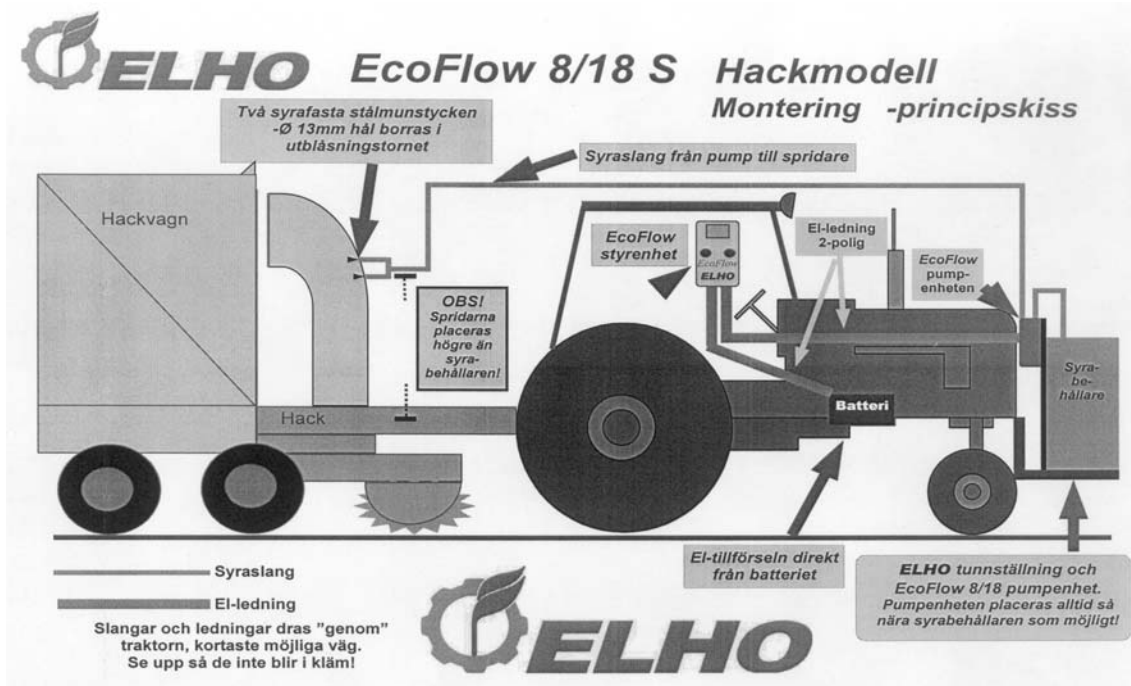 ELHO EcoFlow 8/18 S Hackmodell
Montering -principskiss
Två syrafasta stålmunstycken
-Ø 13mm hål borras i
utblåsningstornet
Syraslang från pump till spridare
Hackvagn
EcoFlow
styrenhet
EcoFlow
ELHO
El-ledning
2-polig
EcoFlow
pump-
enheten
OBS!
Spridarna
placeras
högre än
syra-
behållaren!
Syra-
be-
hållare
Hack
Batteri
El-tillförseln direkt
från batteriet
ELHO tunnställning och
EcoFlow 8/18 pumpenhet.
Pumpenheten placeras alltid så
nära syrabehållaren som möjligt!
Syraslang
El-ledning
Slangar och ledningar dras "genom"
traktorn, kortaste möjliga väg.
Se upp så de inte blir i kläm!
ELHO